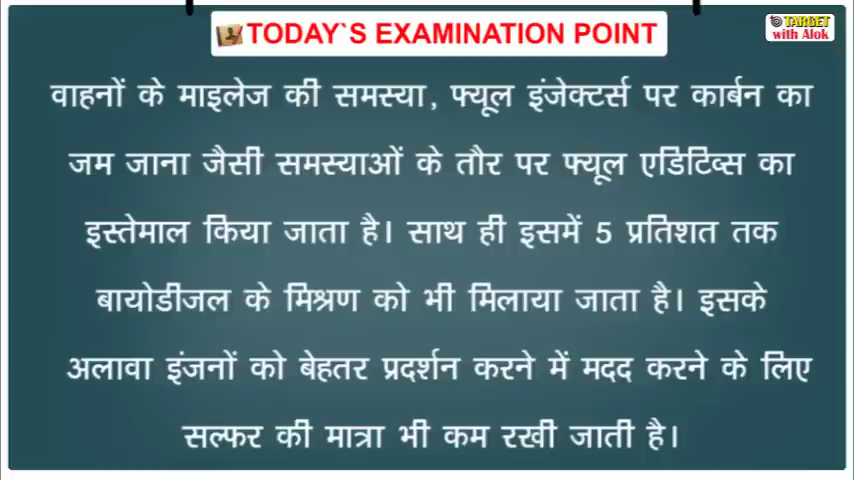 TODAY`S EXAMINATION POINT
TARGET
with Alok
वाहनों के माइलेज की समस्या, फ्यूल इंजेक्टर्स पर कार्बन का
जम जाना जैसी समस्याओं के तौर पर फ्यूल एडिटिव्स का
इस्तेमाल किया जाता है। साथ ही इसमें 5 प्रतिशत तक
बायोडीजल के मिश्रण को भी मिलाया जाता है। इसके
अलावा इंजनों को बेहतर प्रदर्शन करने में मदद करने के लिए
सल्फर की मात्रा भी कम रखी जाती है।